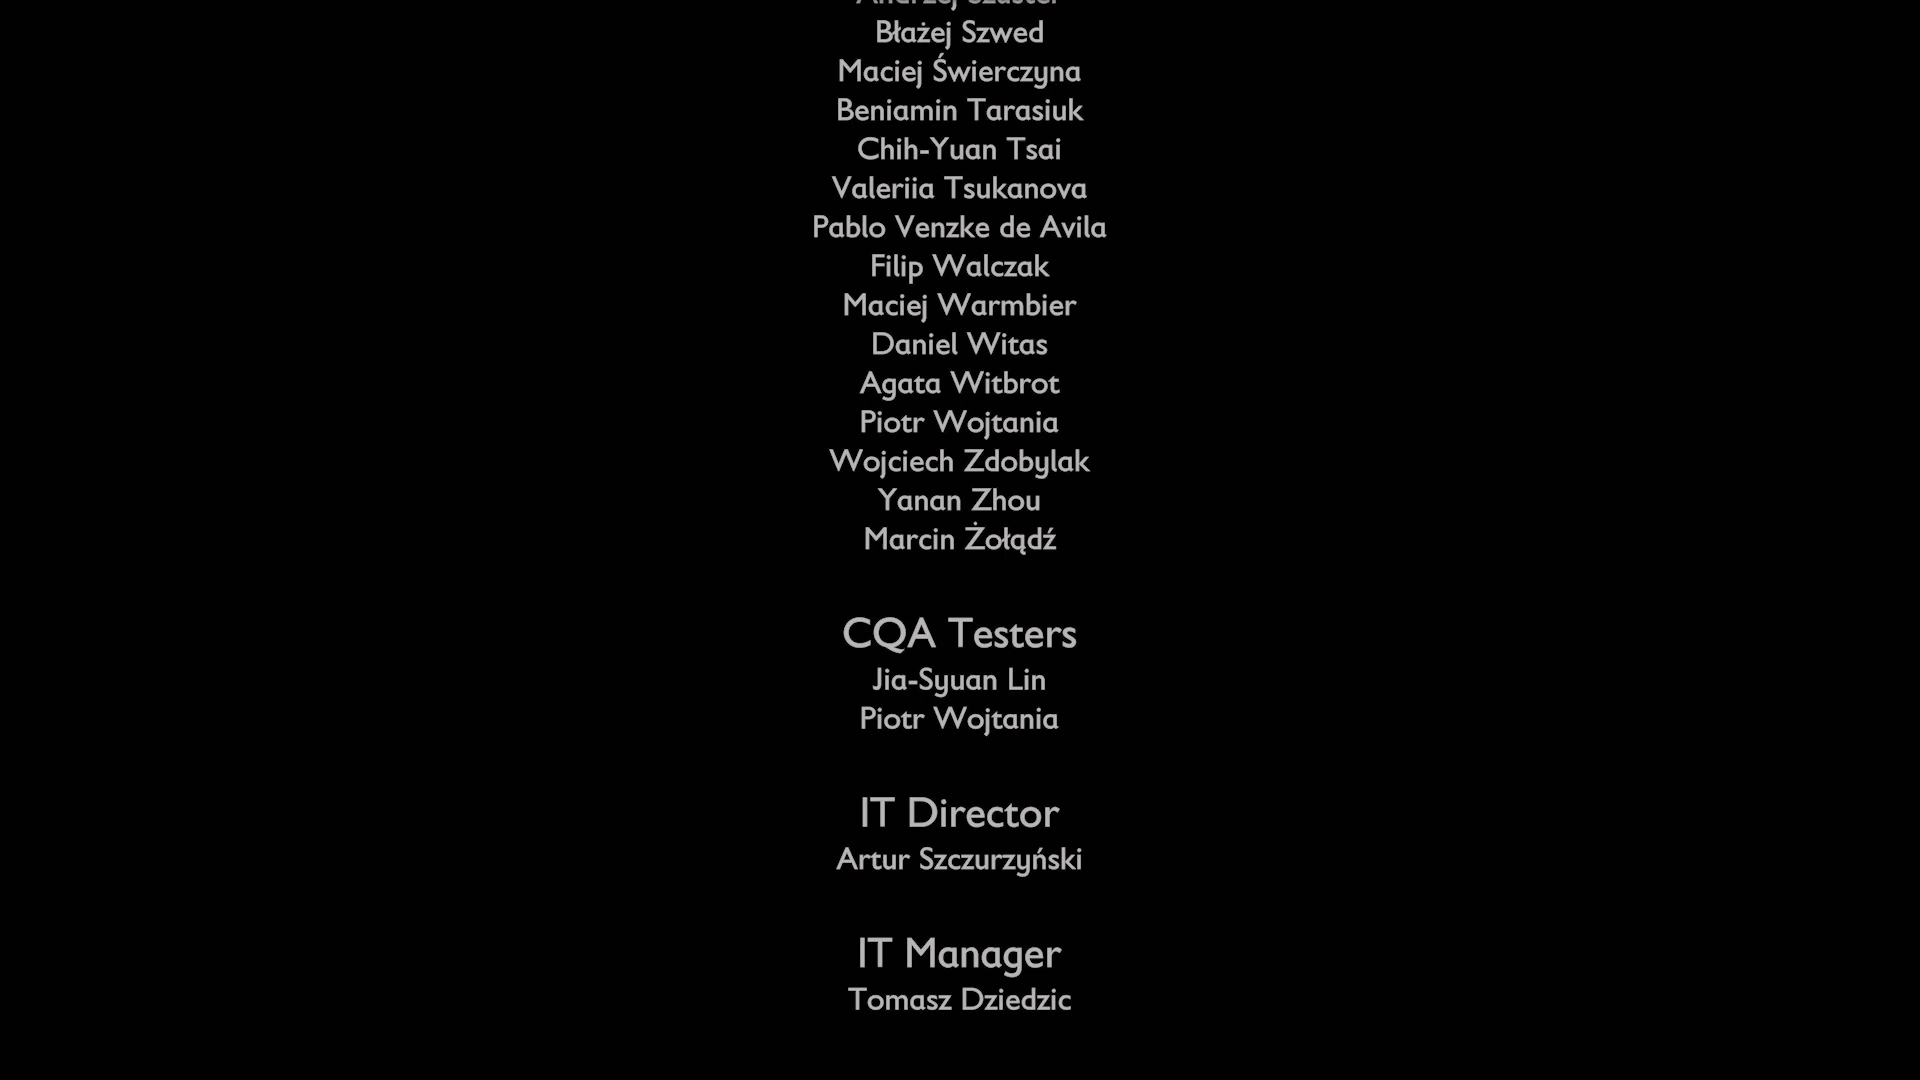 Andrzej Szuster
Błażej Szwed
Maciej Świerczyna
Beniamin Tarasiuk
Chih-Yuan Tsai
Valeriia Tsukanova
Pablo Venzke de Avila
Filip Walczak
Maciej Warmbier
Daniel Witas
Agata Witbrot
Piotr Wojtania
Wojciech Zdobylak
Yanan Zhou
Marcin Żołądź
CQA Testers
Jia-Syuan Lin
Piotr Wojtania
IT Director
Artur Szczurzyński
IT Manager
Tomasz Dziedzic